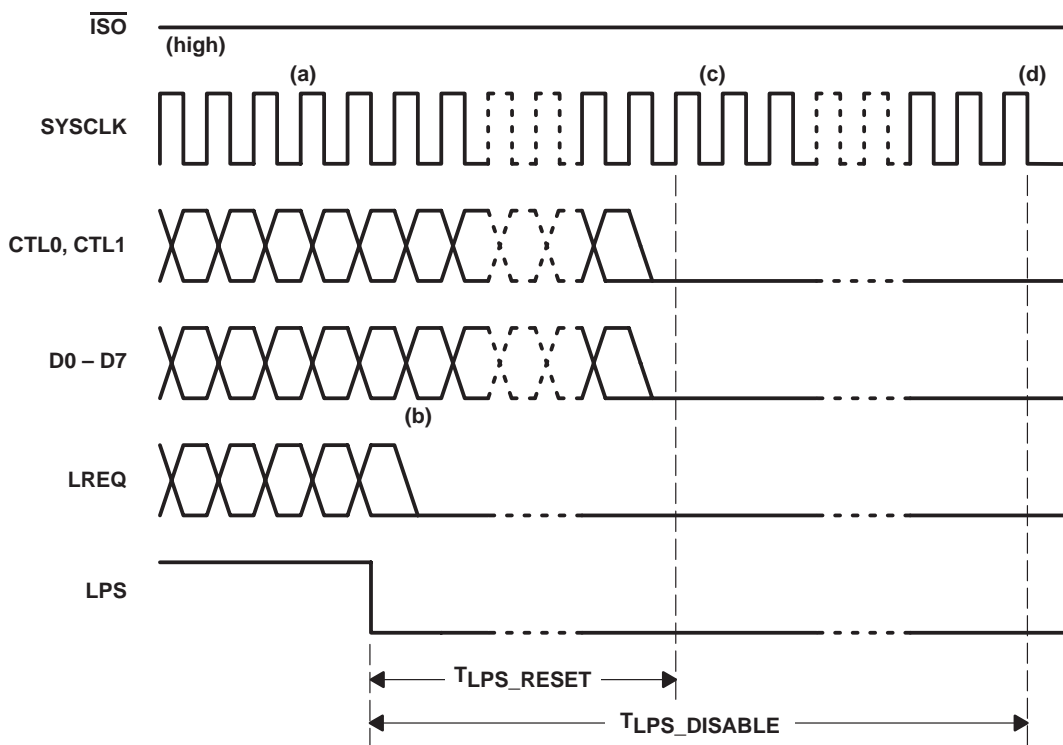 ISO
(high)
(a) (c) (d)
SYSCLK
CTL0, CTL1
D0 – D7
(b)
LREQ
LPS
TLPS_RESET
TLPS_DISABLE